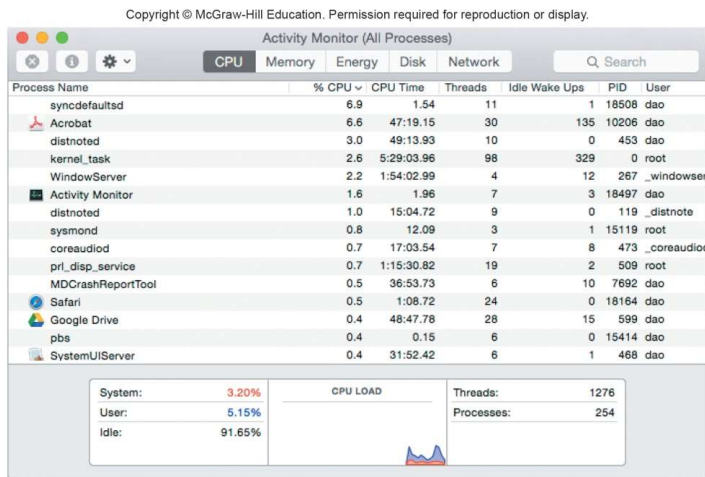 Copyright © McGraw-Hill Education. Permission required for reproduction or display.
Activity Monitor (All Processes)
CPU Memory Energy Disk Network Search
Process Name % CPU CPU Time Threads Idle Wake Ups PID User
syncdefaultsd 6.9 1.54 11 1 18508 dao
Acrobat 6.6 47:19.15 30 135 10206 dao
distnoted 3.0 49:13.93 10 0 453 dao
kernel_task 2.6 5:29:03.96 98 329 0 root
WindowServer 2.2 1:54:02.99 4 12 267 _windowser
Activity Monitor 1.6 1.96 7 3 18497 dao
distnoted 1.0 15:04.72 9 0 119 _distnote
sysmond 0.8 12.09 3 1 15119 root
coreaudiod 0.7 17:03.54 7 8 473 _coreaudiod
prl_disp_service 0.7 1:15:30.82 19 2 509 root
MDCrashReportTool 0.5 36:53.73 6 10 7692 dao
Safari 0.5 1:08.72 24 0 18164 dao
Google Drive 0.4 48:47.78 28 15 599 dao
pbs 0.4 0.15 6 0 15414 dao
SystemUIServer 0.4 31:52.42 6 1 468 dao
System: 3.20% CPU LOAD Threads: 1276
User: 5.15% Processes: 254
Idle: 91.65%